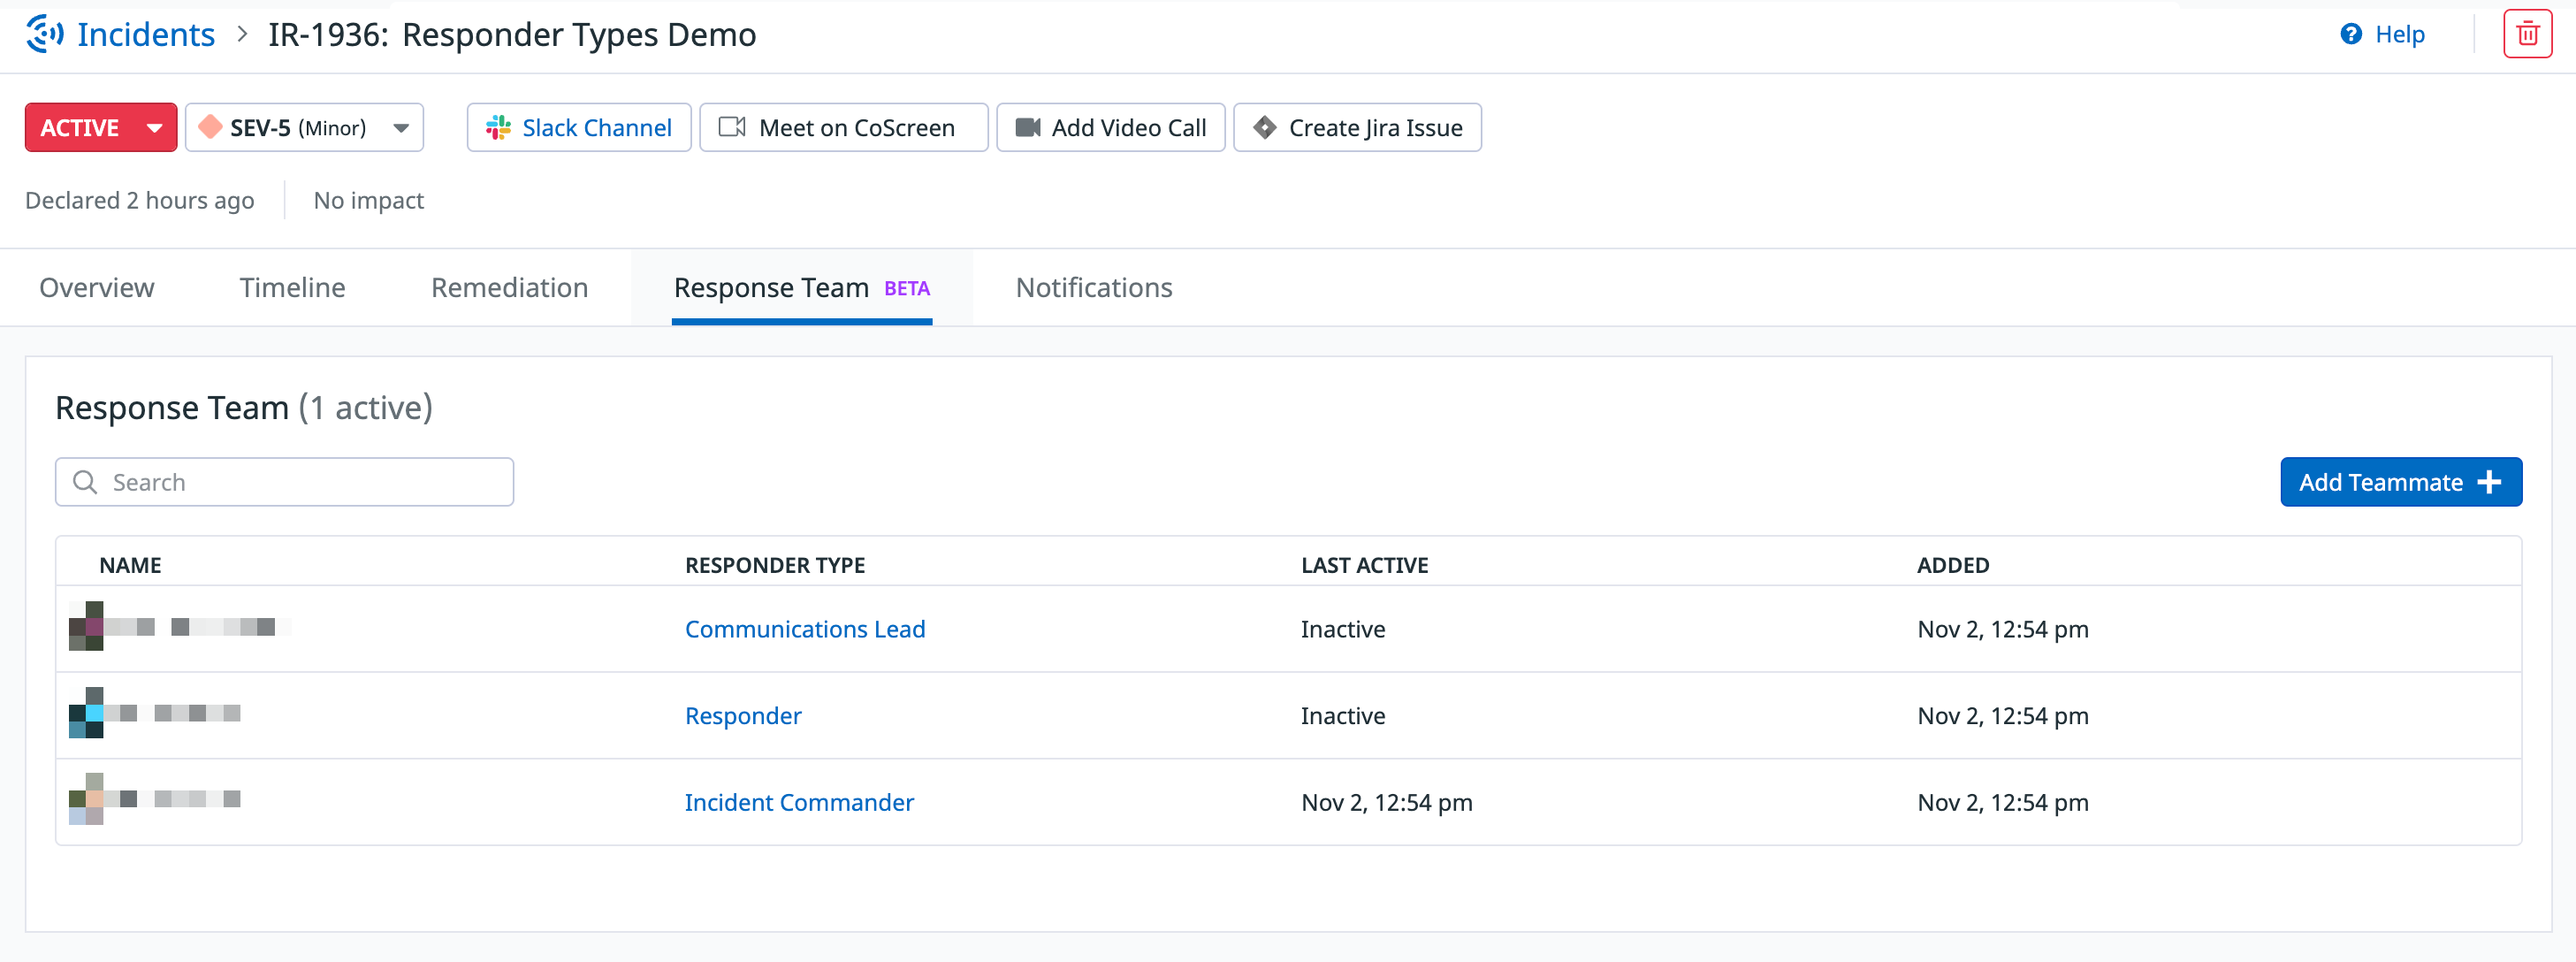 Incidents > IR-1936: Responder Types Demo Help
ACTIVE SEV-5 (Minor) Slack Channel Meet on CoScreen Add Video Call Create Jira Issue
Declared 2 hours ago No impact
Overview Timeline Remediation Response Team BETA Notifications
Response Team (1 active)
Search Add Teammate
NAME RESPONDER TYPE LAST ACTIVE ADDED
Communications Lead Inactive Nov 2, 12:54 pm
Responder Inactive Nov 2, 12:54 pm
Incident Commander Nov 2, 12:54 pm Nov 2, 12:54 pm